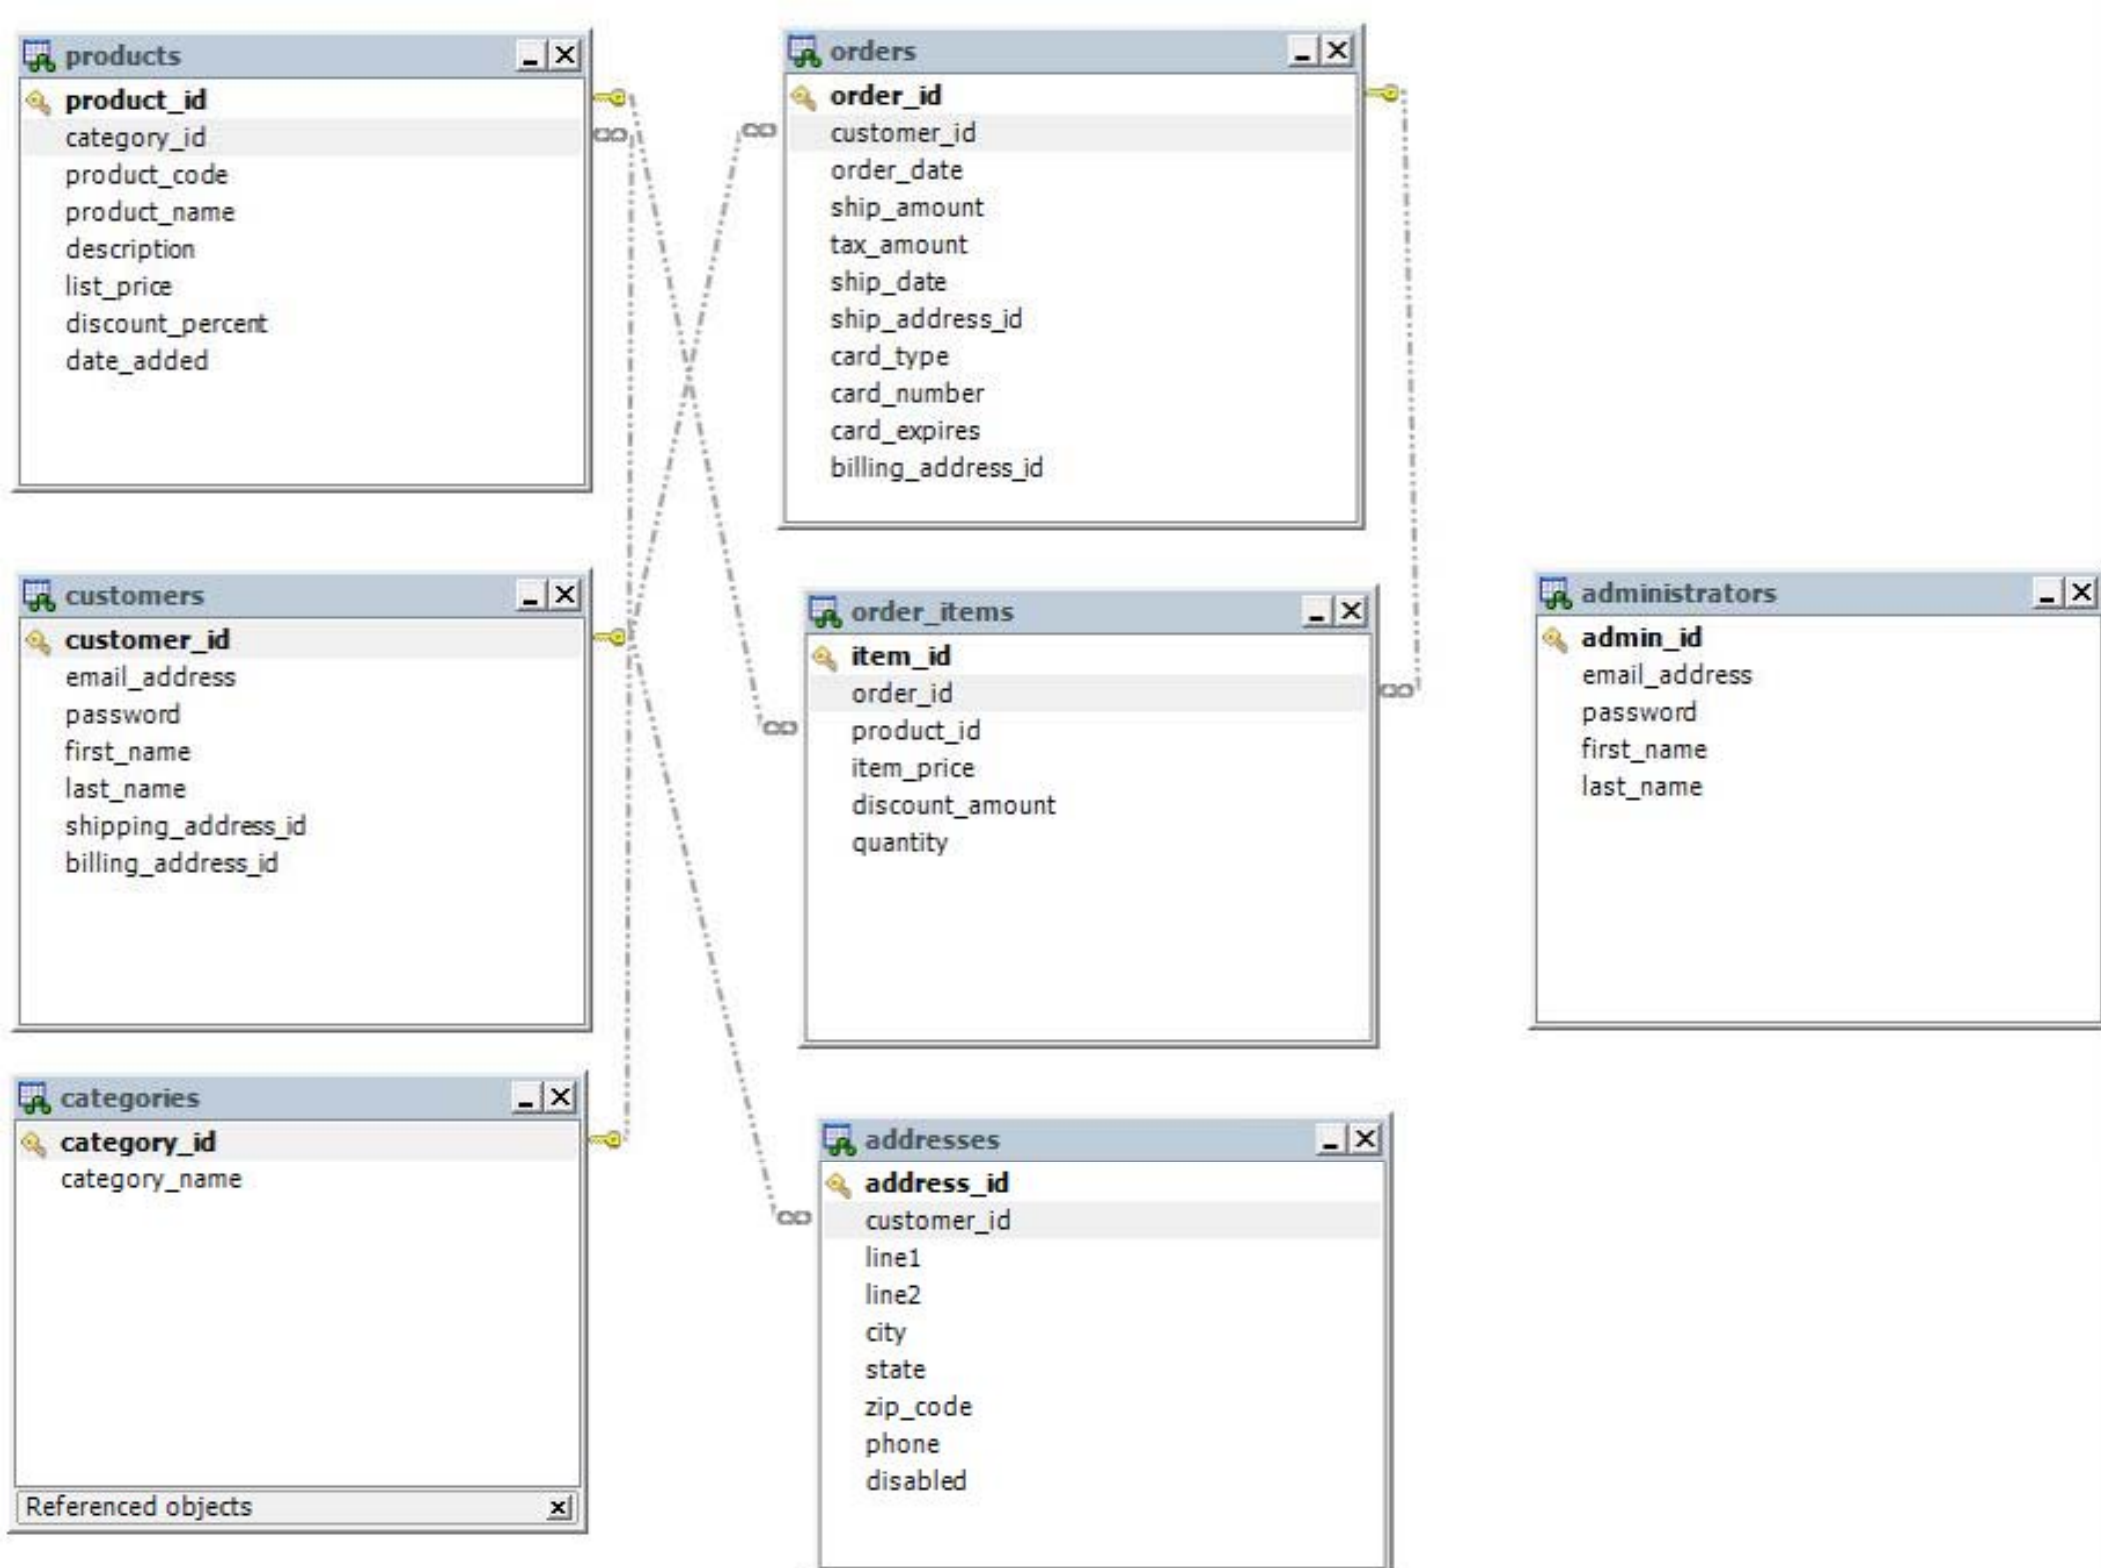 products
product_id
category_id
product_code
product_name
description
list_price
discount_percent
date_added
orders
order_id
customer_id
order_date
ship_amount
tax_amount
ship_date
ship_address_id
card_type
card_number
card_expires
billing_address_id
customers
customer_id
email_address
password
first_name
last_name
shipping_address_id
billing_address_id
order_items
item_id
order_id
product_id
item_price
discount_amount
quantity
administrators
admin_id
email_address
password
first_name
last_name
categories
category_id
category_name
Referenced objects
addresses
address_id
customer_id
line1
line2
city
state
zip_code
phone
disabled